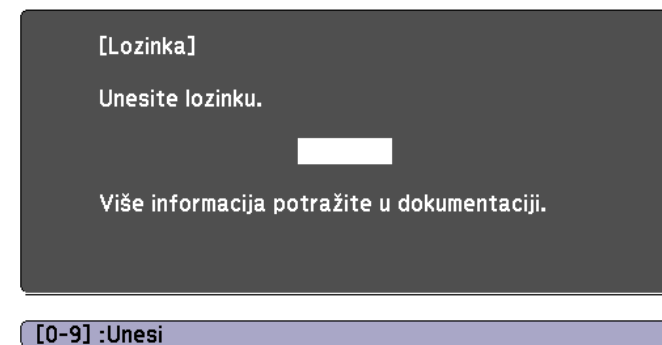 [Lozinka]
Unesite lozinku.
Više informacija potražite u dokumentaciji.
[0-9] :Unesi